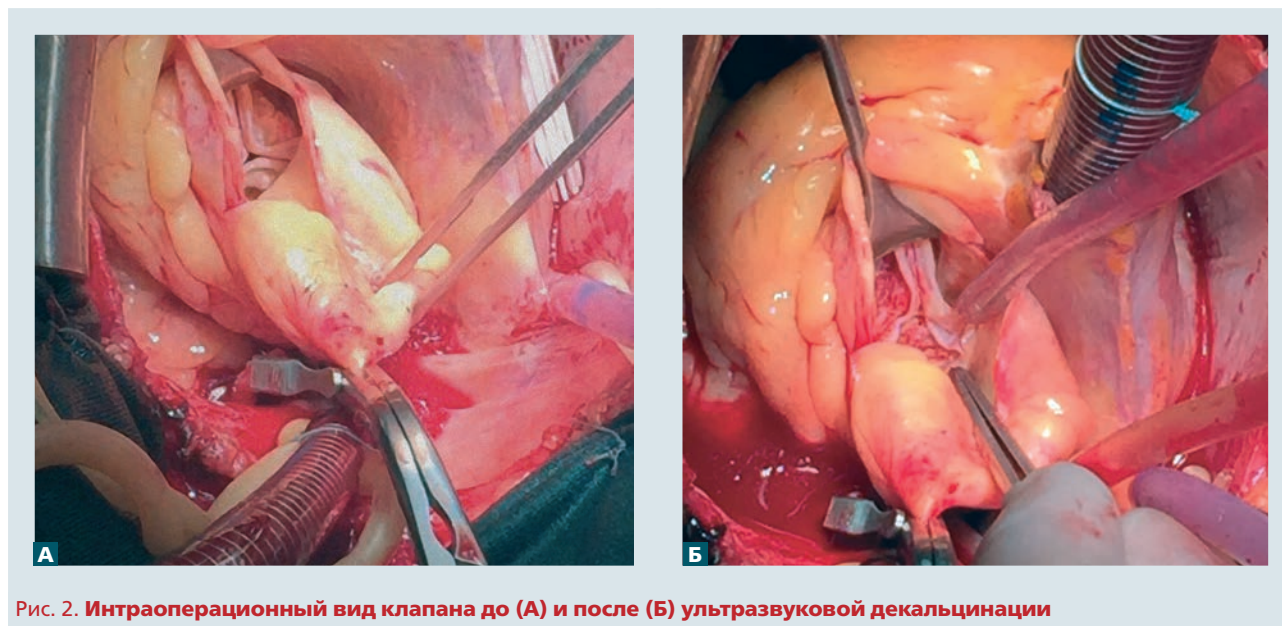 А
Б
Рис. 2. Интраоперационный вид клапана до (А) и после (Б) ультразвуковой декальцинации